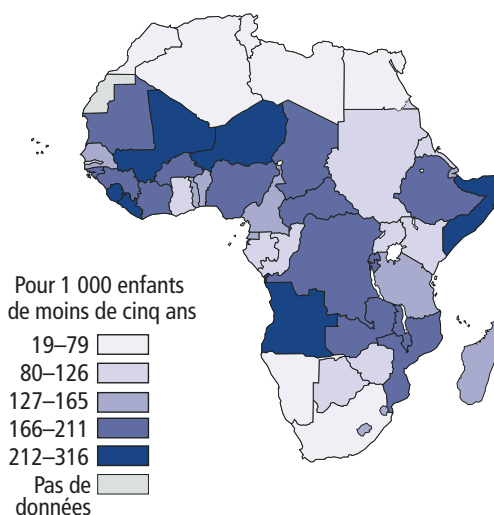 Pour 1 000 enfants
de moins de cinq ans
19–79
80–126
127–165
166–211
212–316
Pas de
données